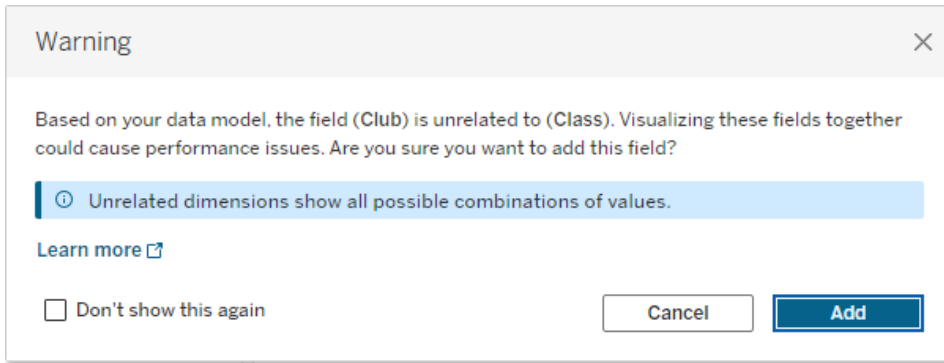 Warning
Based on your data model, the field (Club) is unrelated to (Class). Visualizing these fields together
could cause performance issues. Are you sure you want to add this field?
Unrelated dimensions show all possible combinations of values.
Learn more
Don't show this again
Cancel
Add